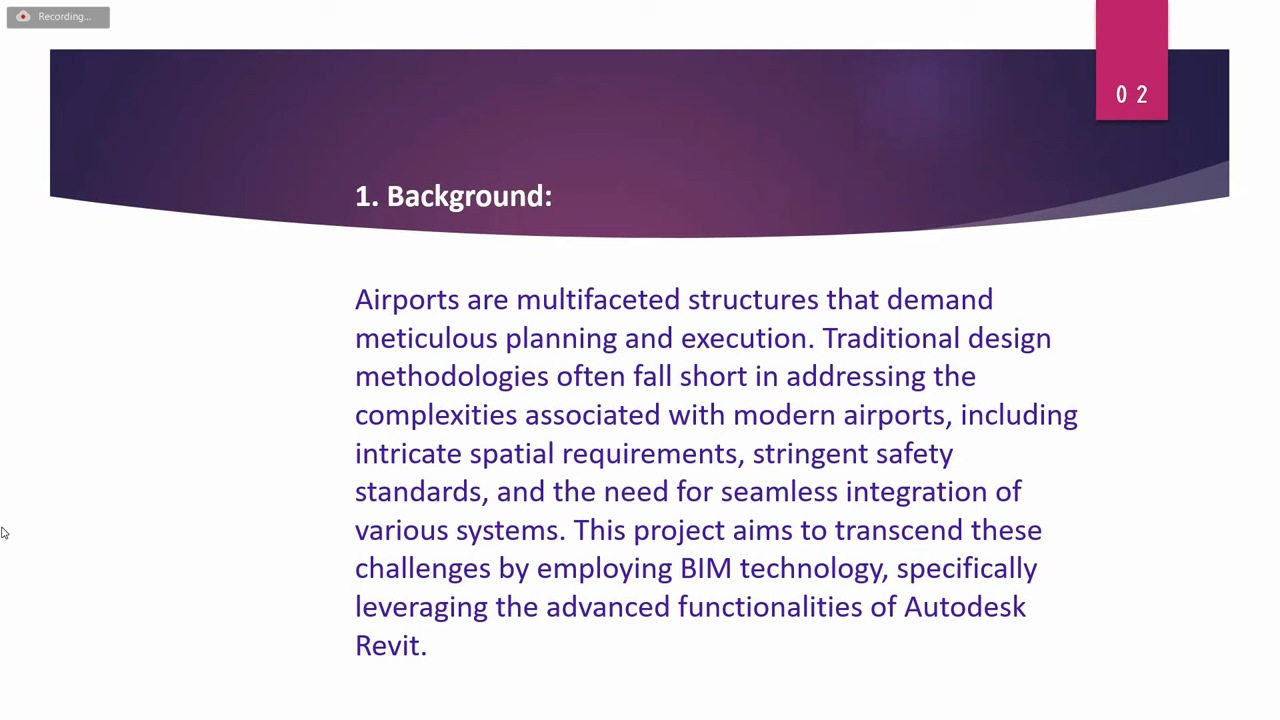 Recording...
02
1. Background:
Airports are multifaceted structures that demand
meticulous planning and execution. Traditional design
methodologies often fall short in addressing the
complexities associated with modern airports, including
intricate spatial requirements, stringent safety
standards, and the need for seamless integration of
various systems. This project aims to transcend these
challenges by employing BIM technology, specifically
leveraging the advanced functionalities of Autodesk
Revit.